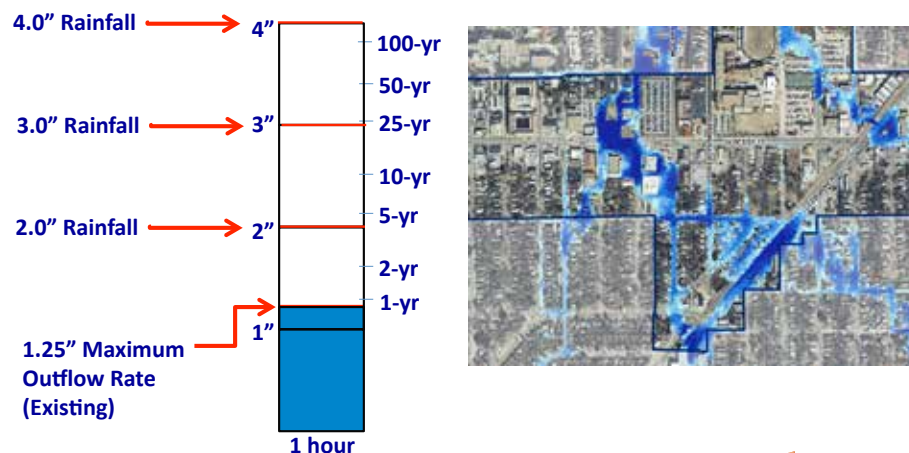 4.0” Rainfall
4”
100-yr
50-yr
3.0” Rainfall
3”
25-yr
10-yr
5-yr
2.0” Rainfall
2”
2-yr
1-yr
1”
1.25” Maximum
Outflow Rate
(Existing)
1 hour